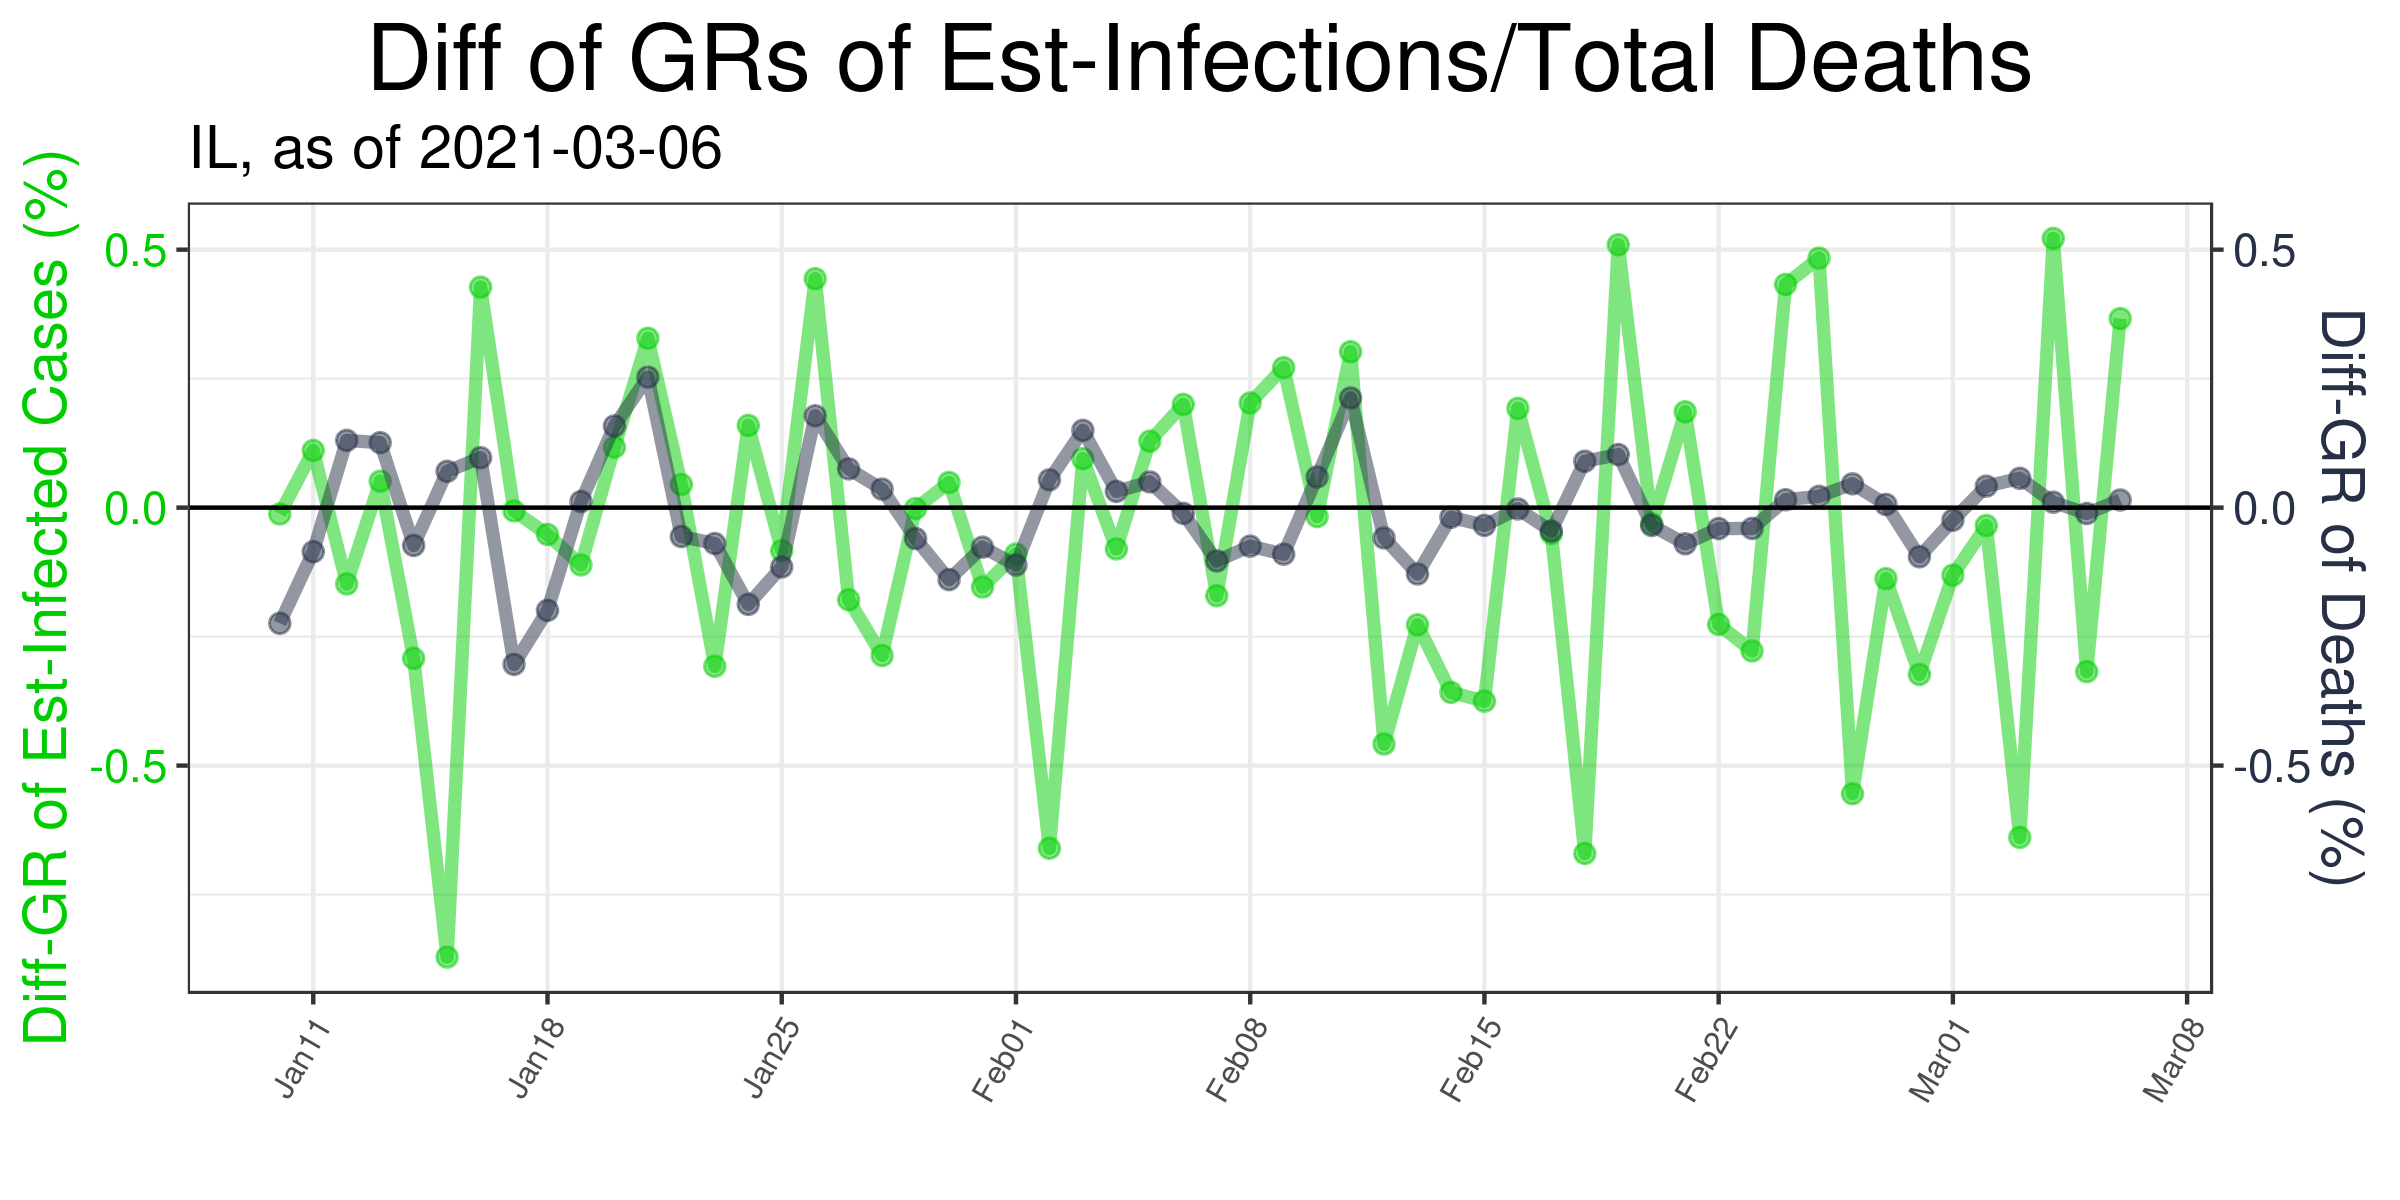 Diff of GRs of Est-Infections/Total Deaths
IL, as of 2021-03-06
Diff-GR of Est-Infected Cases (%)
0.5
0.0
-0.5
0.5
0.0
-0.5
Diff-GR of Deaths (%)
Jan11
Jan18
Jan25
Feb01
Feb08
Feb15
Feb22
Mar01
Mar08